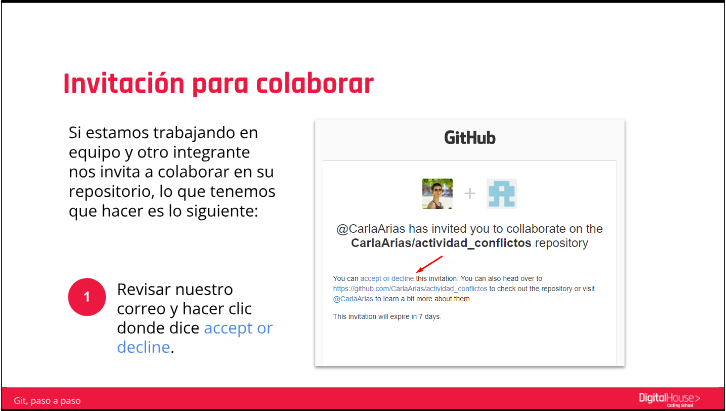 Invitación para colaborar
Si estamos trabajando en
equipo y otro integrante
nos invita a colaborar en su
repositorio, lo que tenemos
que hacer es lo siguiente:
1
Revisar nuestro
correo y hacer clic
donde dice accept or
decline.
GitHub
+
@CarlaArias has invited you to collaborate on the
CarlaArias/actividad_conflictos repository
You can accept or decline this invitation. You can also head over to
https://github.com/CarlaArias/actividad_conflictos to check out the repository or visit
@CarlaArias to learn a bit more about them.
This invitation will expire in 7 days.
Git, paso a paso
DigitalHouse>
Coding School